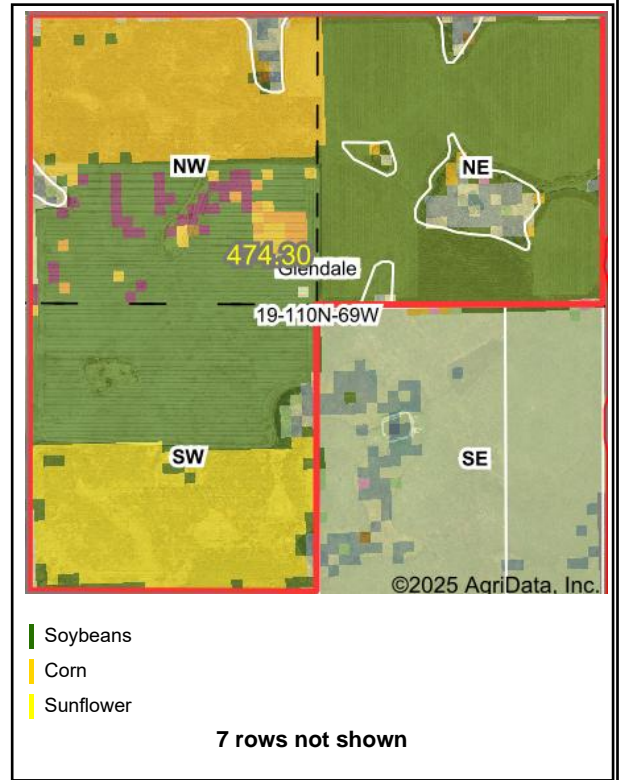 NW
NE
474.30
Glendale
19-110N-69W
SW
SE
©2025 AgriData, Inc.
Soybeans
Corn
Sunflower
7 rows not shown